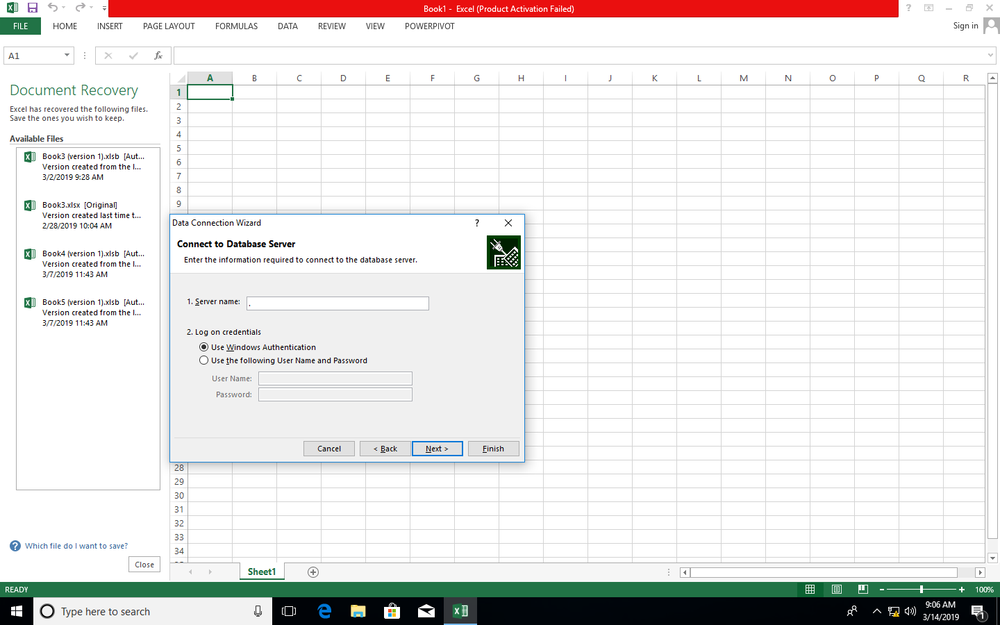 Book1 -  Excel (Product Activation Failed)
FILE HOME INSERT PAGE LAYOUT FORMULAS DATA REVIEW VIEW POWERPIVOT Sign in
A1
Document Recovery
Excel has recovered the following files.
Save the ones you wish to keep.
Available Files
Book3 (version 1).xlsb  [Aut...
Version created from the l...
3/2/2019 9:28 AM
Book3.xlsx  [Original]
Version created last time t...
2/28/2019 10:04 AM
Book4 (version 1).xlsb  [Aut...
Version created from the l...
3/7/2019 11:43 AM
Book5 (version 1).xlsb  [Aut...
Version created from the l...
3/7/2019 11:43 AM
Which file do I want to save?
Close
A B C D E F G H I J K L M N O P Q R
1
2
3
4
5
6
7
8
9
Data Connection Wizard
Connect to Database Server
Enter the information required to connect to the database server.
1. Server name: .
2. Log on credentials
Use Windows Authentication
Use the following User Name and Password
User Name:
Password:
Cancel < Back Next > Finish
28
29
30
31
32
33
34
Sheet1
READY 100%
Type here to search
9:06 AM
3/14/2019
1